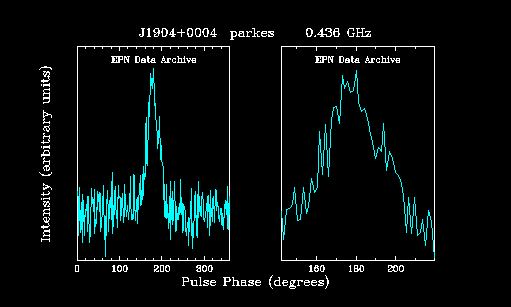 J1904+0004 parkes 0.436 GHz
EPN Data Archive
EPN Data Archive
Intensity (arbitrary units)
0 100 200 300
160 180 200
Pulse Phase (degrees)